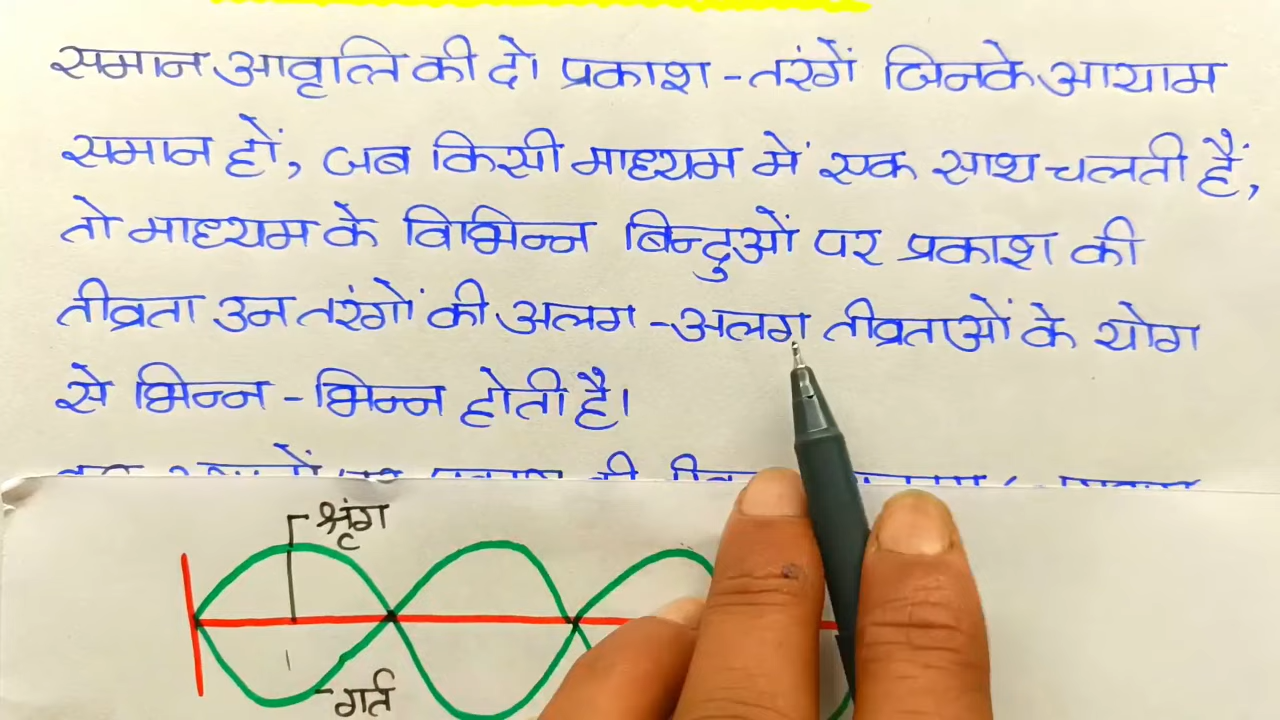 समान आवृत्ति की दो प्रकाश-तरंगें जिनके आयाम
समान हों, जब किसी माध्यम में एक साथ चलती हैं,
तो माध्यम के विभिन्न बिन्दुओं पर प्रकाश की
तीव्रता उन तरंगों की अलग-अलग तीव्रताओं के योग
से भिन्न-भिन्न होती है।
श्रृंग
गर्त